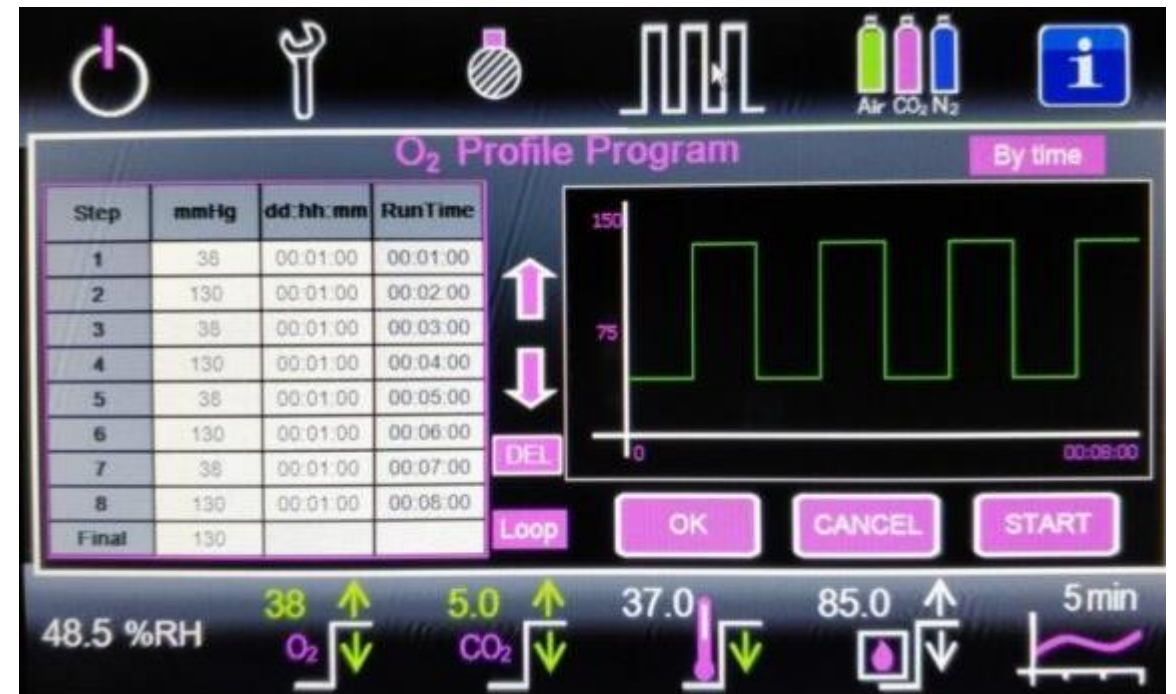 Air CO₂ N₂
i
O₂ Profile Program
By time
Step mmHg dd:hh:mm RunTime
1 38 00:01:00 00:01:00
2 130 00:01:00 00:02:00
3 38 00:01:00 00:03:00
4 130 00:01:00 00:04:00
5 38 00:01:00 00:05:00
6 130 00:01:00 00:06:00
7 38 00:01:00 00:07:00
8 130 00:01:00 00:08:00
Final 130
DEL
Loop
150
75
0 00:08:00
OK CANCEL START
48.5 %RH
38 O₂
5.0 CO₂
37.0
85.0
5 min